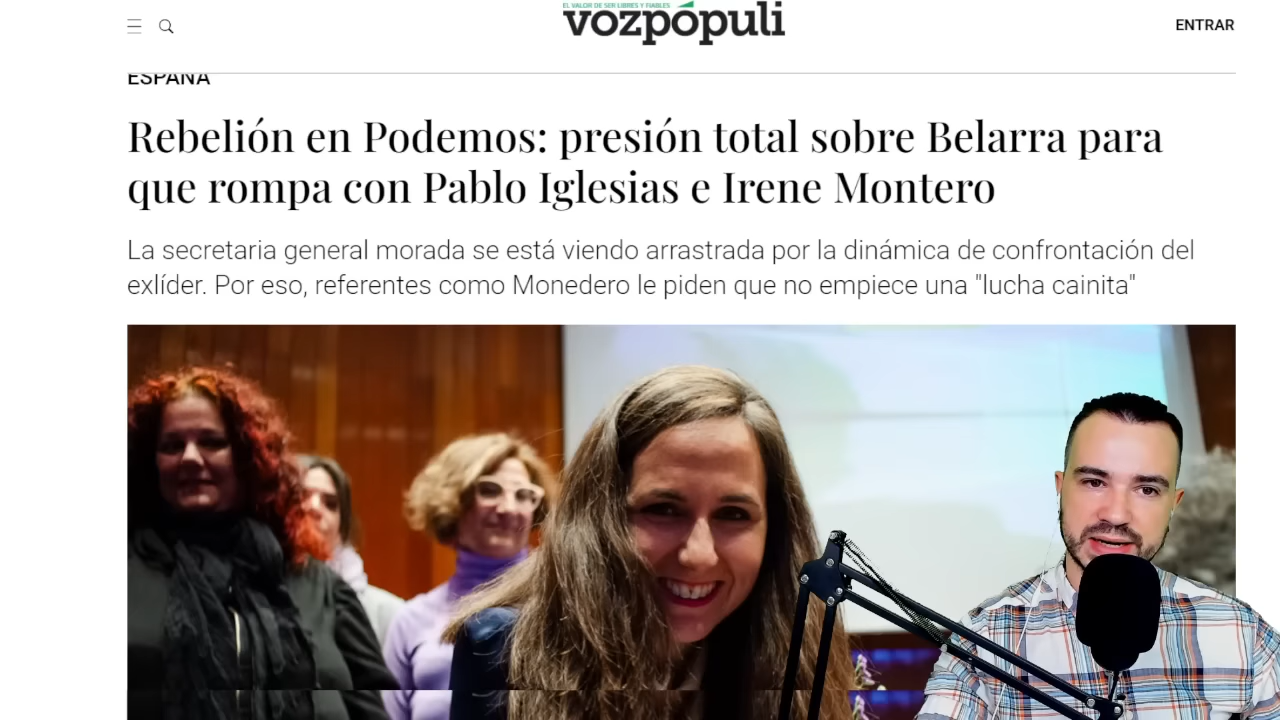 EL VALOR DE SER LIBRES Y FIABLES
vozpópuli
ENTRAR
ESPAÑA
Rebelión en Podemos: presión total sobre Belarra para
que rompa con Pablo Iglesias e Irene Montero
La secretaria general morada se está viendo arrastrada por la dinámica de confrontación del
exlíder. Por eso, referentes como Monedero le piden que no empiece una "lucha cainita"